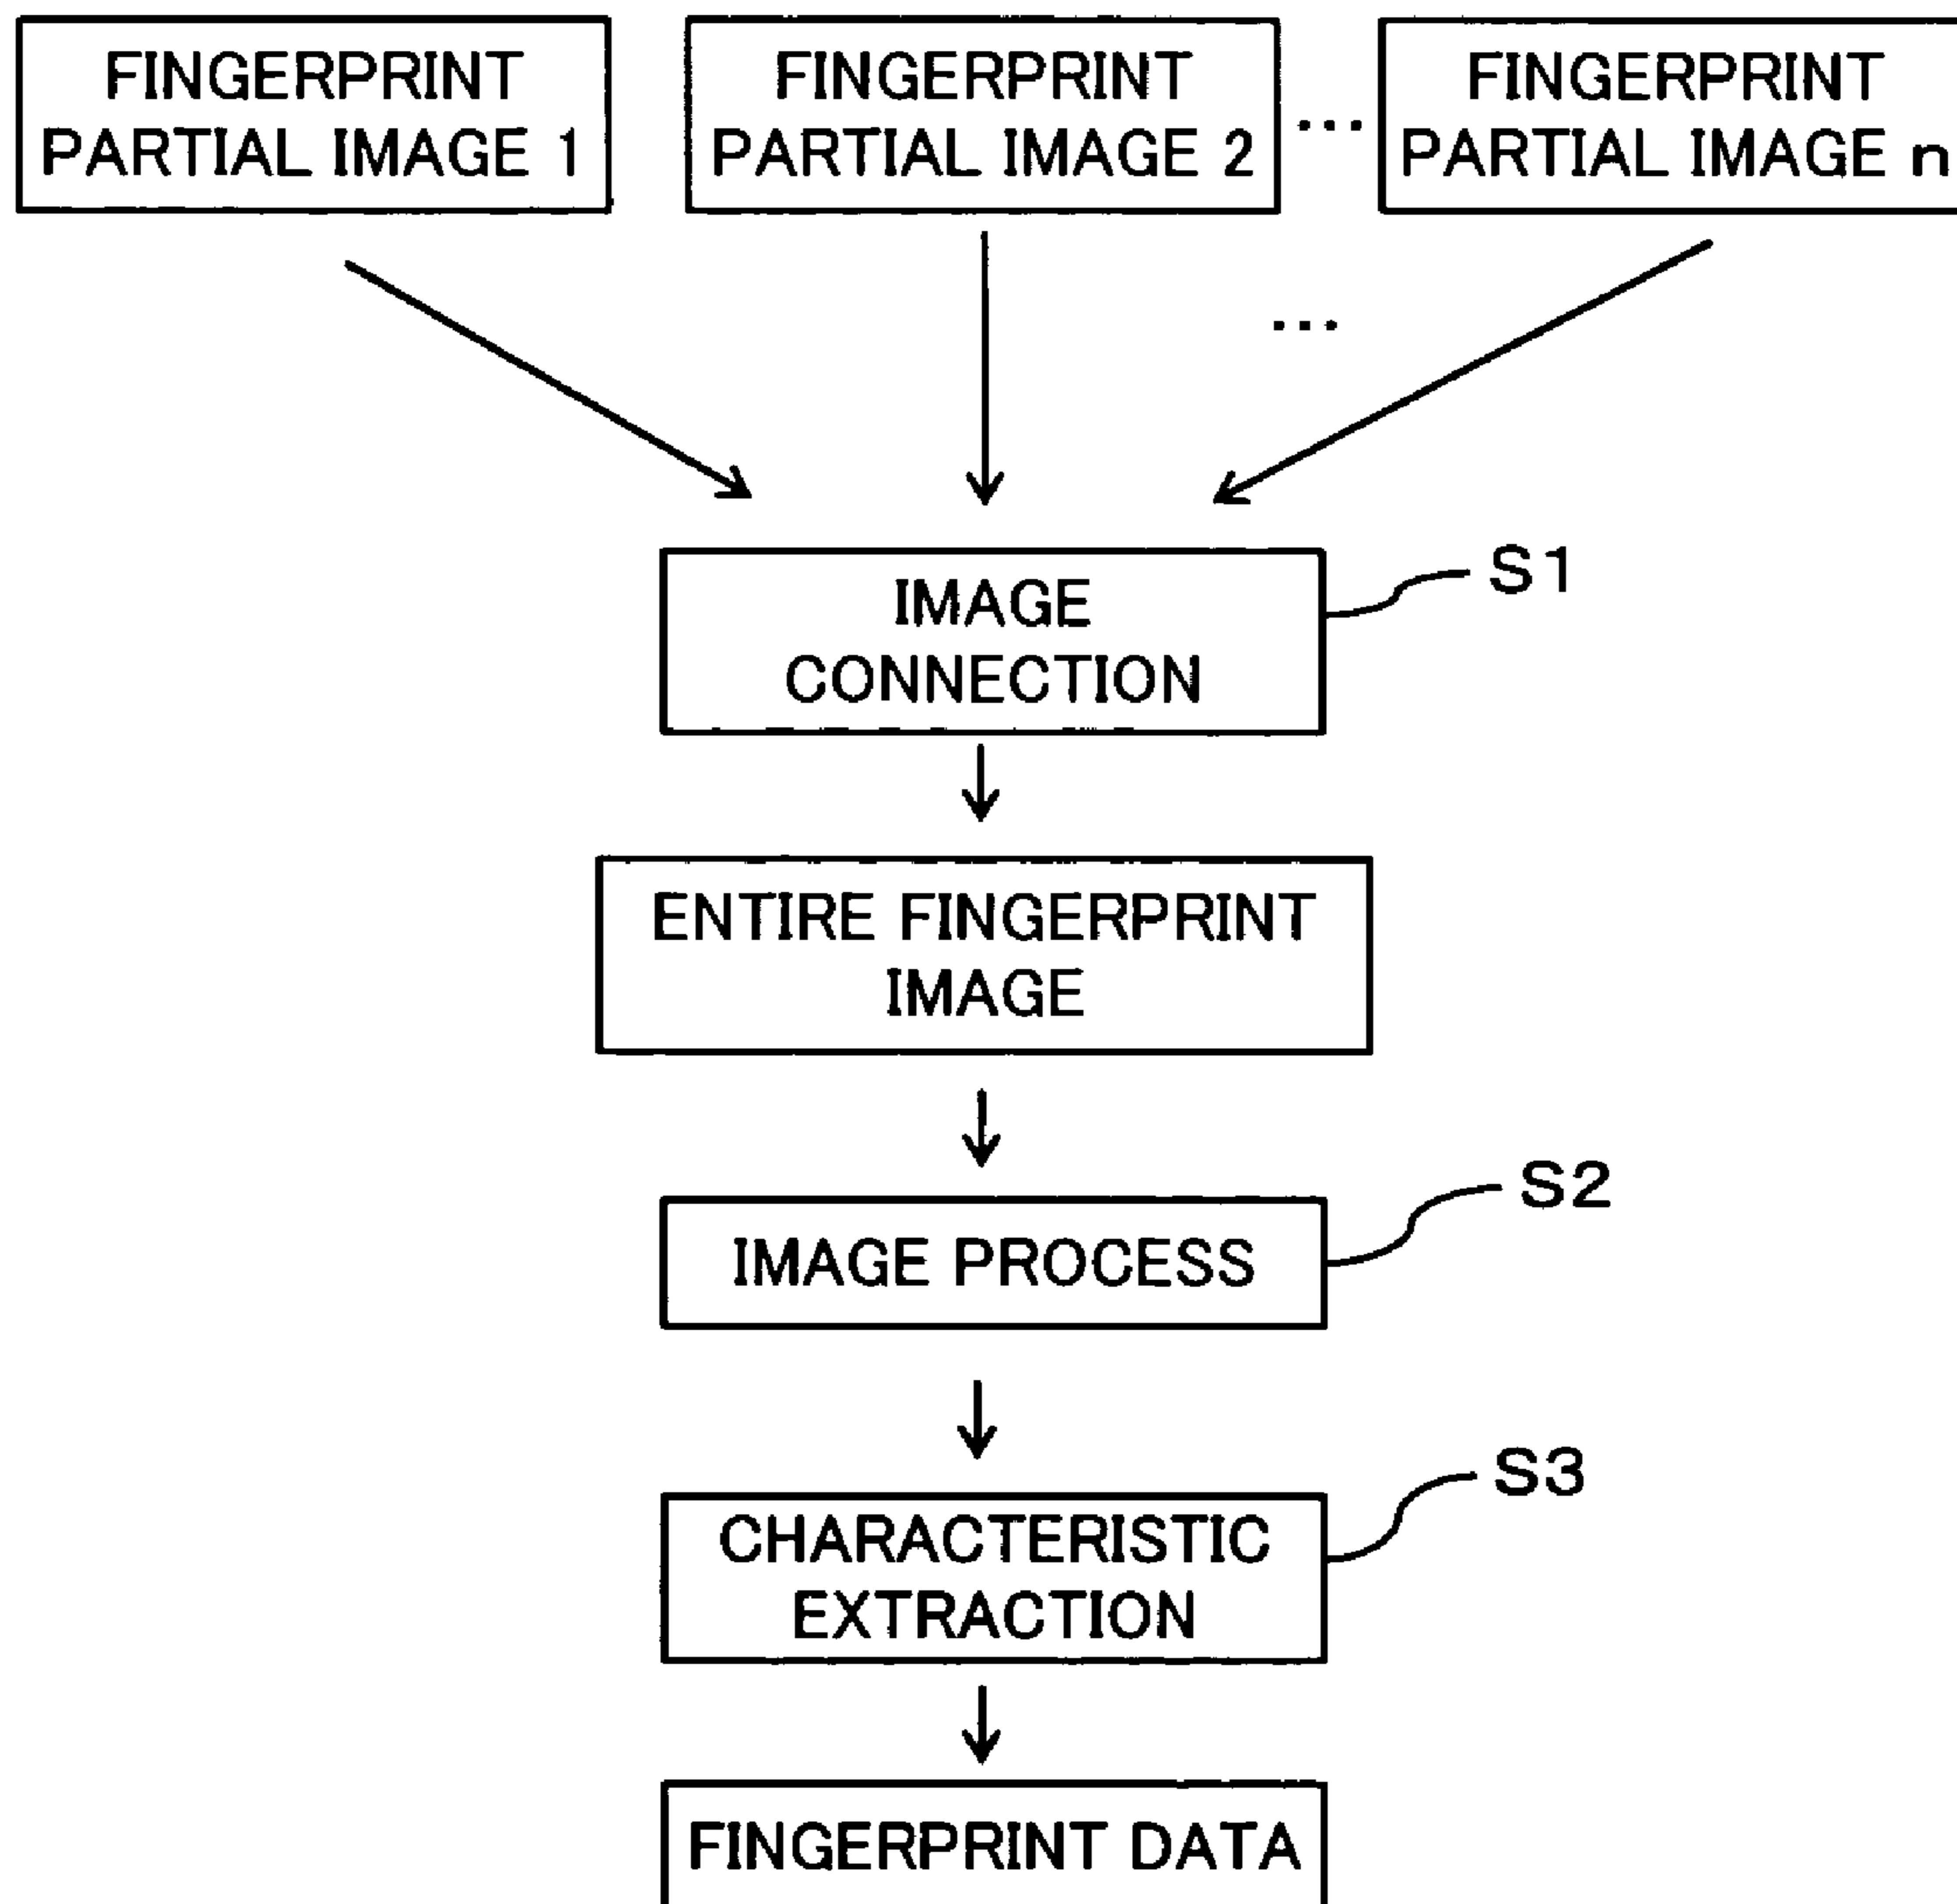 FINGERPRINT
PARTIAL IMAGE 1
FINGERPRINT
PARTIAL IMAGE 2
...
FINGERPRINT
PARTIAL IMAGE n
...
IMAGE
CONNECTION
S1
ENTIRE FINGERPRINT
IMAGE
IMAGE PROCESS
S2
CHARACTERISTIC
EXTRACTION
S3
FINGERPRINT DATA